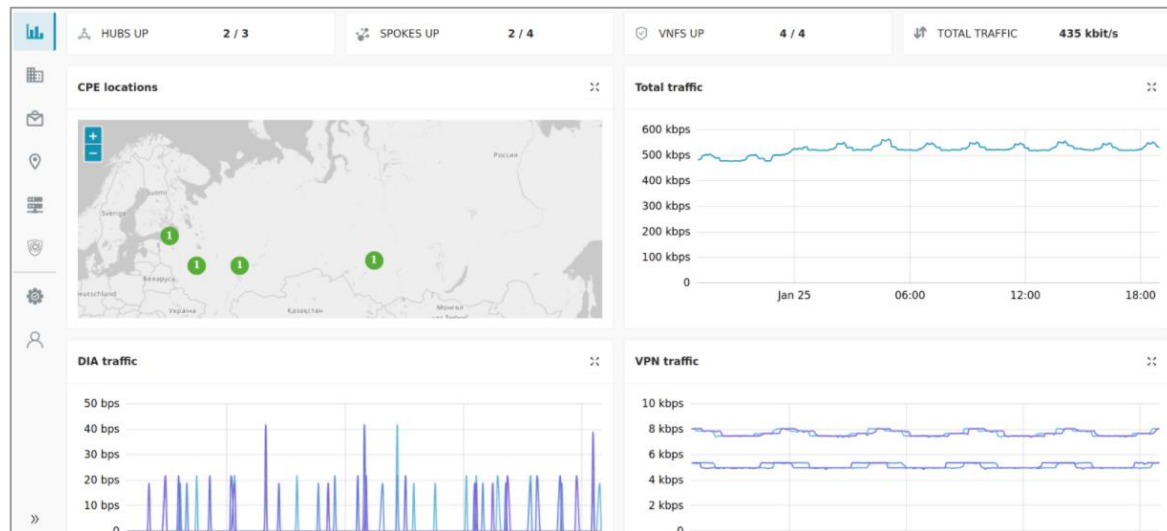 HUBS UP 2 / 3 SPOKES UP 2 / 4 VNFS UP 4 / 4 TOTAL TRAFFIC 435 kbit/s
CPE locations
+
−
Россия
Suomi
Sverige
1
1
1
1
Беларусь
Deutschland
Україна
Казахстан
Монгол
Total traffic
600 kbps
500 kbps
400 kbps
300 kbps
200 kbps
100 kbps
0
Jan 25 06:00 12:00 18:00
DIA traffic
50 bps
40 bps
30 bps
20 bps
10 bps
0
VPN traffic
10 kbps
8 kbps
6 kbps
4 kbps
2 kbps
0
»